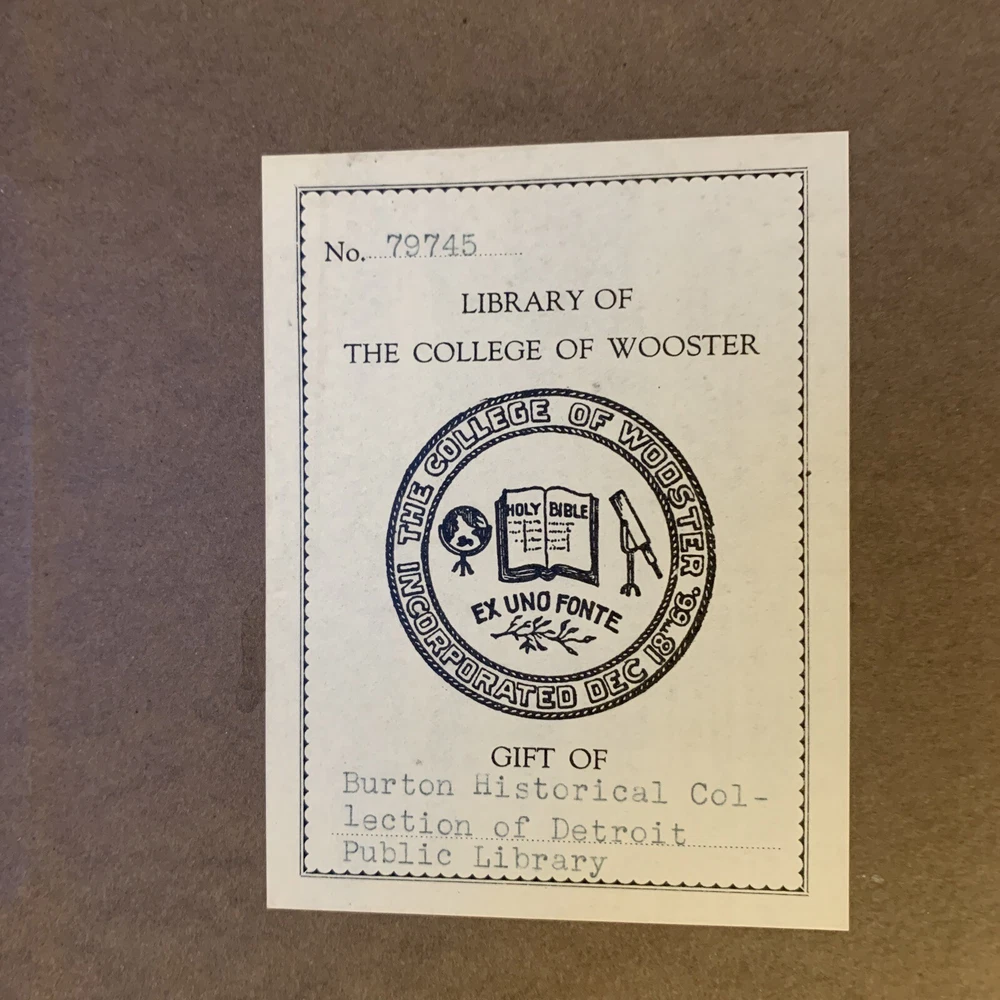 No. 79745
LIBRARY OF
THE COLLEGE OF WOOSTER
THE COLLEGE OF WOOSTER '99
INCORPORATED DEC 18TH
HOLY BIBLE
EX UNO FONTE
GIFT OF
Burton Historical Col-
lection of Detroit
Public Library